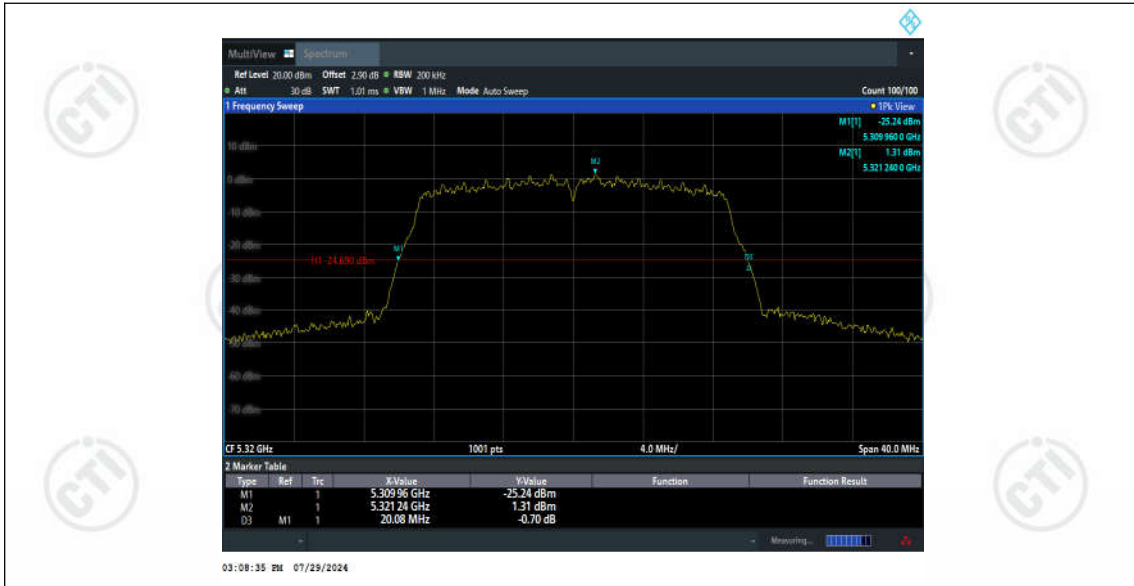 MultiView Spectrum
Ref Level 20.00 dBm Offset 2.90 dB RBW 200 kHz
Att 30 dB SWT 1.01 ms VBW 1 MHz Mode Auto Sweep Count 100/100
1 Frequency Sweep 1Pk View
M1[1] -25.24 dBm
5.309 960 0 GHz
10 dBm
M2[1] 1.31 dBm
M2
5.321 240 0 GHz
0 dBm
-10 dBm
-20 dBm
M1
H1 -24.690 dBm
D3
-30 dBm
-40 dBm
-50 dBm
-60 dBm
-70 dBm
CF 5.32 GHz 1001 pts 4.0 MHz/ Span 40.0 MHz
2 Marker Table
Type Ref Trc X-Value Y-Value Function Function Result
M1 1 5.309 96 GHz -25.24 dBm
M2 1 5.321 24 GHz 1.31 dBm
D3 M1 1 20.08 MHz -0.70 dB
Measuring...
03:08:35 PM 07/29/2024
CTI
CTI
CTI
CTI